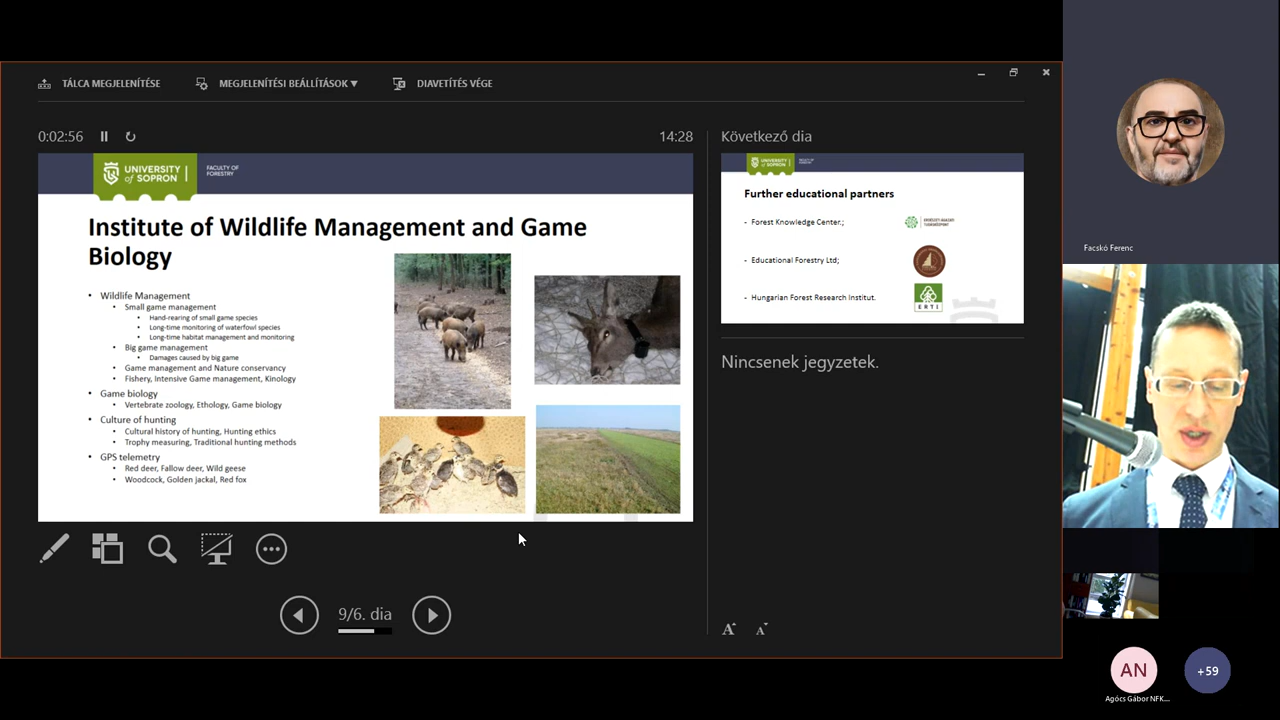 TÁLCA MEGJELENÍTÉSE
MEGJELENÍTÉSI BEÁLLÍTÁSOK ▼
DIAVETÍTÉS VÉGE
0:02:56
14:28
UNIVERSITY
of SOPRON
FACULTY OF
FORESTRY
Institute of Wildlife Management and Game
Biology
• Wildlife Management
• Small game management
• Hand-rearing of small game species
• Long-time monitoring of waterfowl species
• Long-time habitat management and monitoring
• Big game management
• Damages caused by big game
• Game management and Nature conservancy
• Fishery, Intensive Game management, Kinology
• Game biology
• Vertebrate zoology, Ethology, Game biology
• Culture of hunting
• Cultural history of hunting, Hunting ethics
• Trophy measuring, Traditional hunting methods
• GPS telemetry
• Red deer, Fallow deer, Wild geese
• Woodcock, Golden jackal, Red fox
9/6. dia
Következő dia
UNIVERSITY
of SOPRON
Further educational partners
- Forest Knowledge Center.;
- Educational Forestry Ltd;
- Hungarian Forest Research Institut.
ERTI
Nincsenek jegyzetek.
A A
Facskó Ferenc
AN
+59
Agócs Gábor NFK...